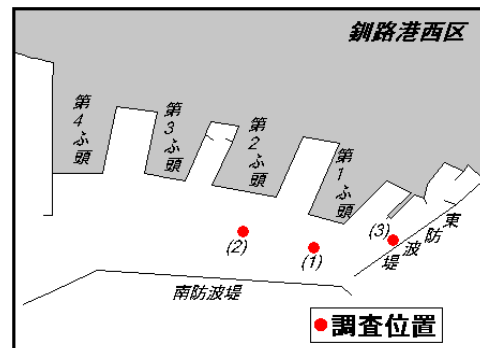 釧路港西区
第4ふ頭
第3ふ頭
第2ふ頭
第1ふ頭
(3)
(2)
(1)
東防波堤
南防波堤
調査位置